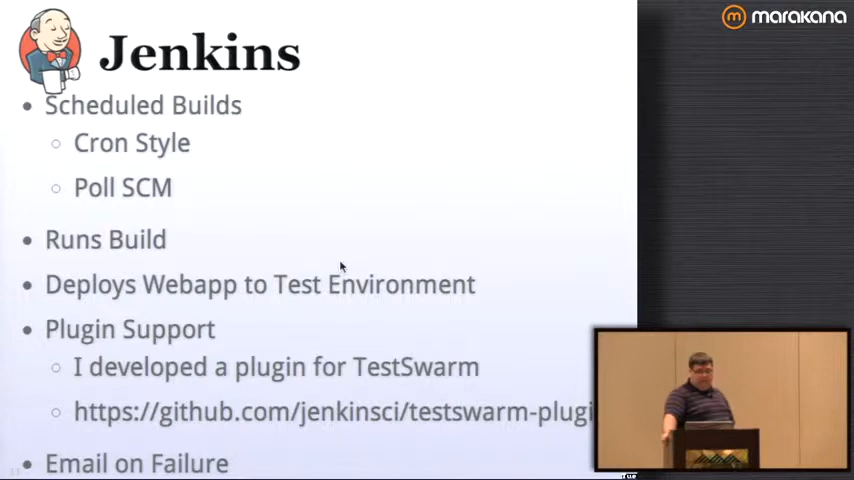 marakana
Jenkins
Scheduled Builds
Cron Style
Poll SCM
Runs Build
Deploys Webapp to Test Environment
Plugin Support
I developed a plugin for TestSwarm
https://github.com/jenkinsci/testswarm-plugi
Email on Failure